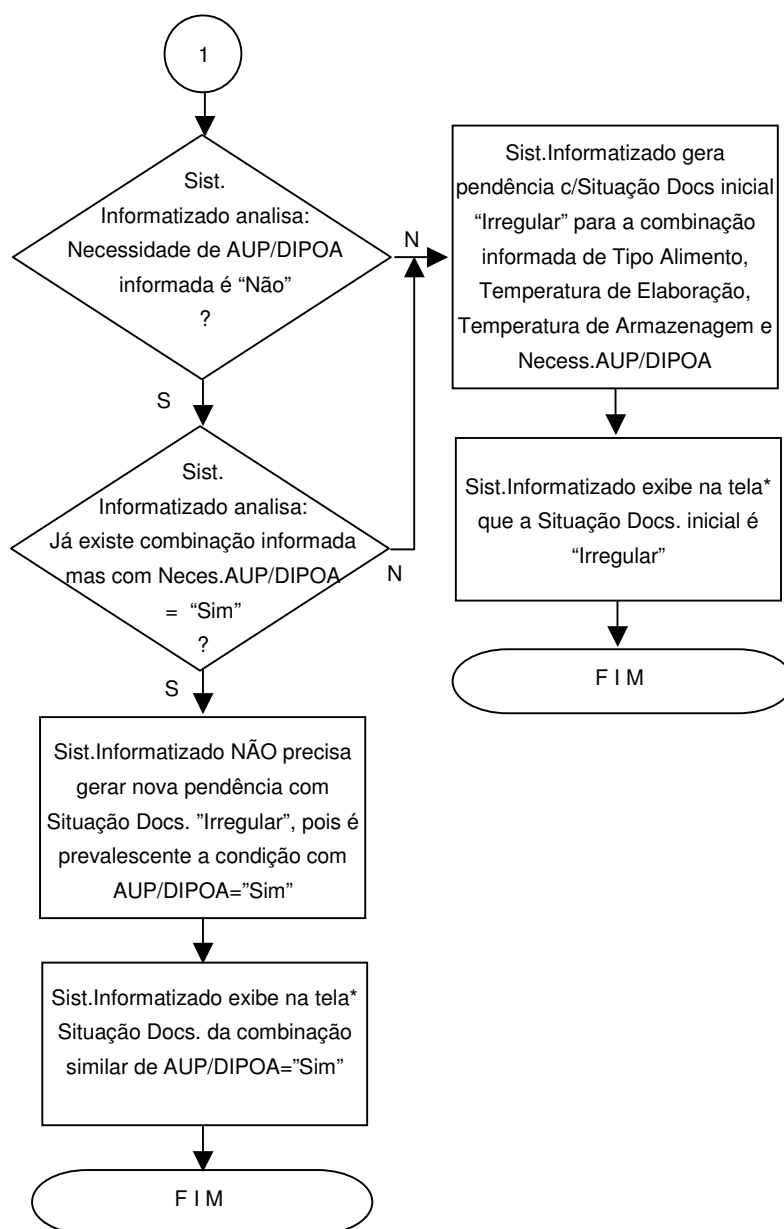 1
Sist.
Informatizado analisa:
Necessidade de AUP/DIPOA
informada é “Não”
?
N
S
Sist.Informatizado gera
pendência c/Situação Docs inicial
“Irregular” para a combinação
informada de Tipo Alimento,
Temperatura de Elaboração,
Temperatura de Armazenagem e
Necess.AUP/DIPOA
Sist.Informatizado exibe na tela*
que a Situação Docs. inicial é
“Irregular”
F I M
Sist.
Informatizado analisa:
Já existe combinação informada
mas com Neces.AUP/DIPOA
= “Sim”
?
N
S
Sist.Informatizado NÃO precisa
gerar nova pendência com
Situação Docs. ”Irregular”, pois é
prevalescente a condição com
AUP/DIPOA=”Sim”
Sist.Informatizado exibe na tela*
Situação Docs. da combinação
similar de AUP/DIPOA=”Sim”
F I M